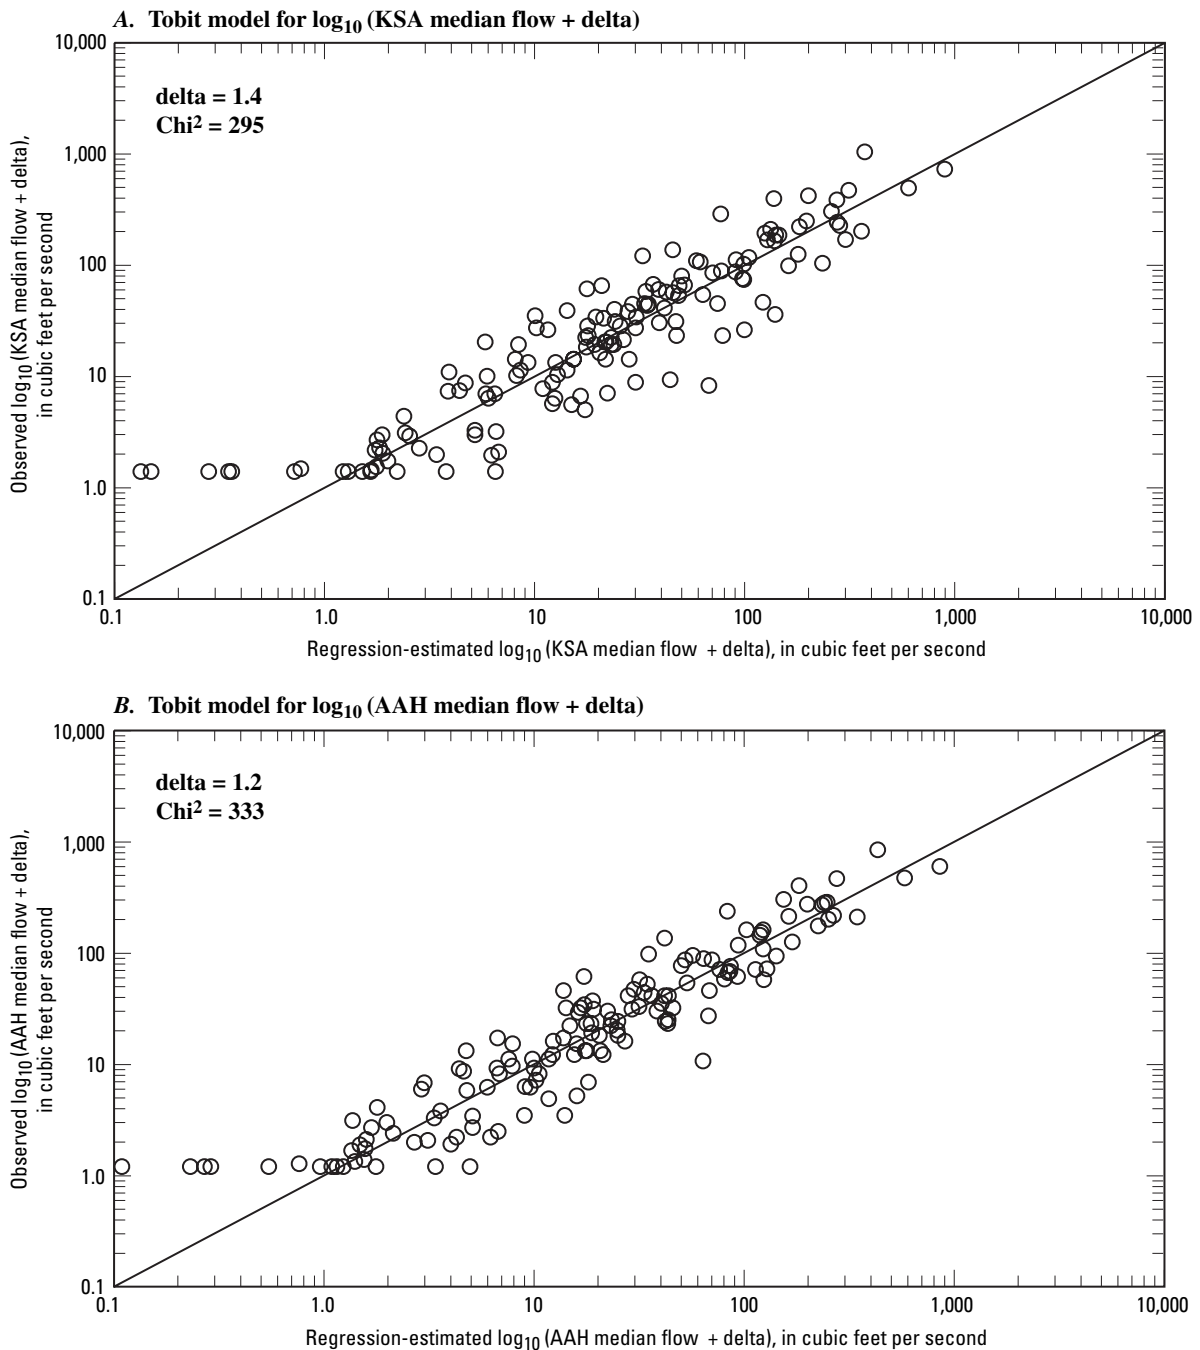 A. Tobit model for log10 (KSA median flow + delta)
10,000
1,000
100
10
1.0
0.1
delta = 1.4
Chi2 = 295
Observed log10 (KSA median flow + delta),
in cubic feet per second
0.1 1.0 10 100 1,000 10,000
Regression-estimated log10 (KSA median flow + delta), in cubic feet per second
B. Tobit model for log10 (AAH median flow + delta)
10,000
1,000
100
10
1.0
0.1
delta = 1.2
Chi2 = 333
Observed log10 (AAH median flow + delta),
in cubic feet per second
0.1 1.0 10 100 1,000 10,000
Regression-estimated log10 (AAH median flow + delta), in cubic feet per second